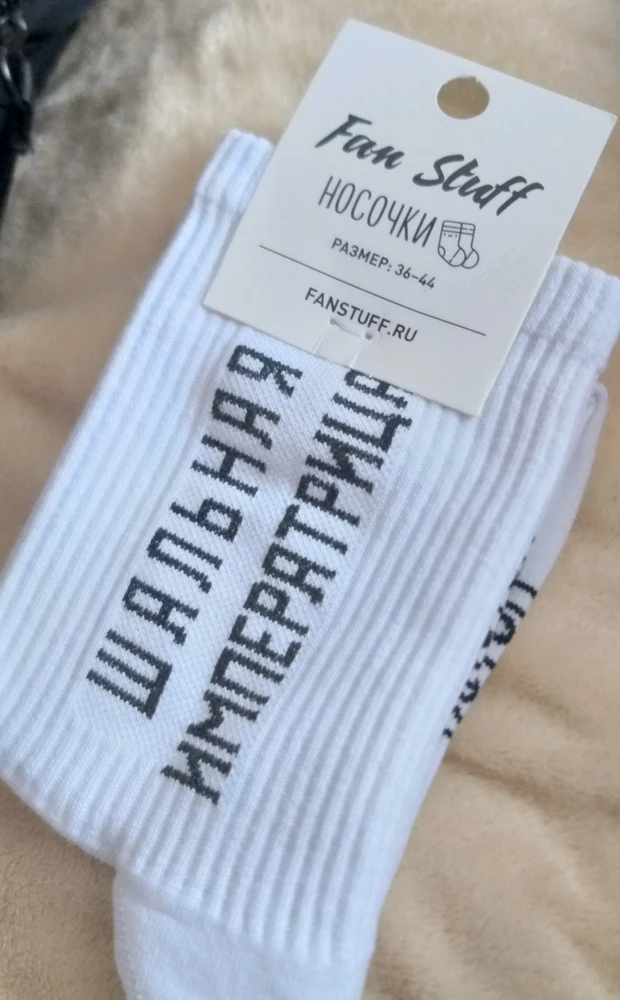 Fan Stuff
НОСОЧКИ
РАЗМЕР: 36-44
FANSTUFF.RU
ШАЛЬНАЯ
ИМПЕРАТРИЦА